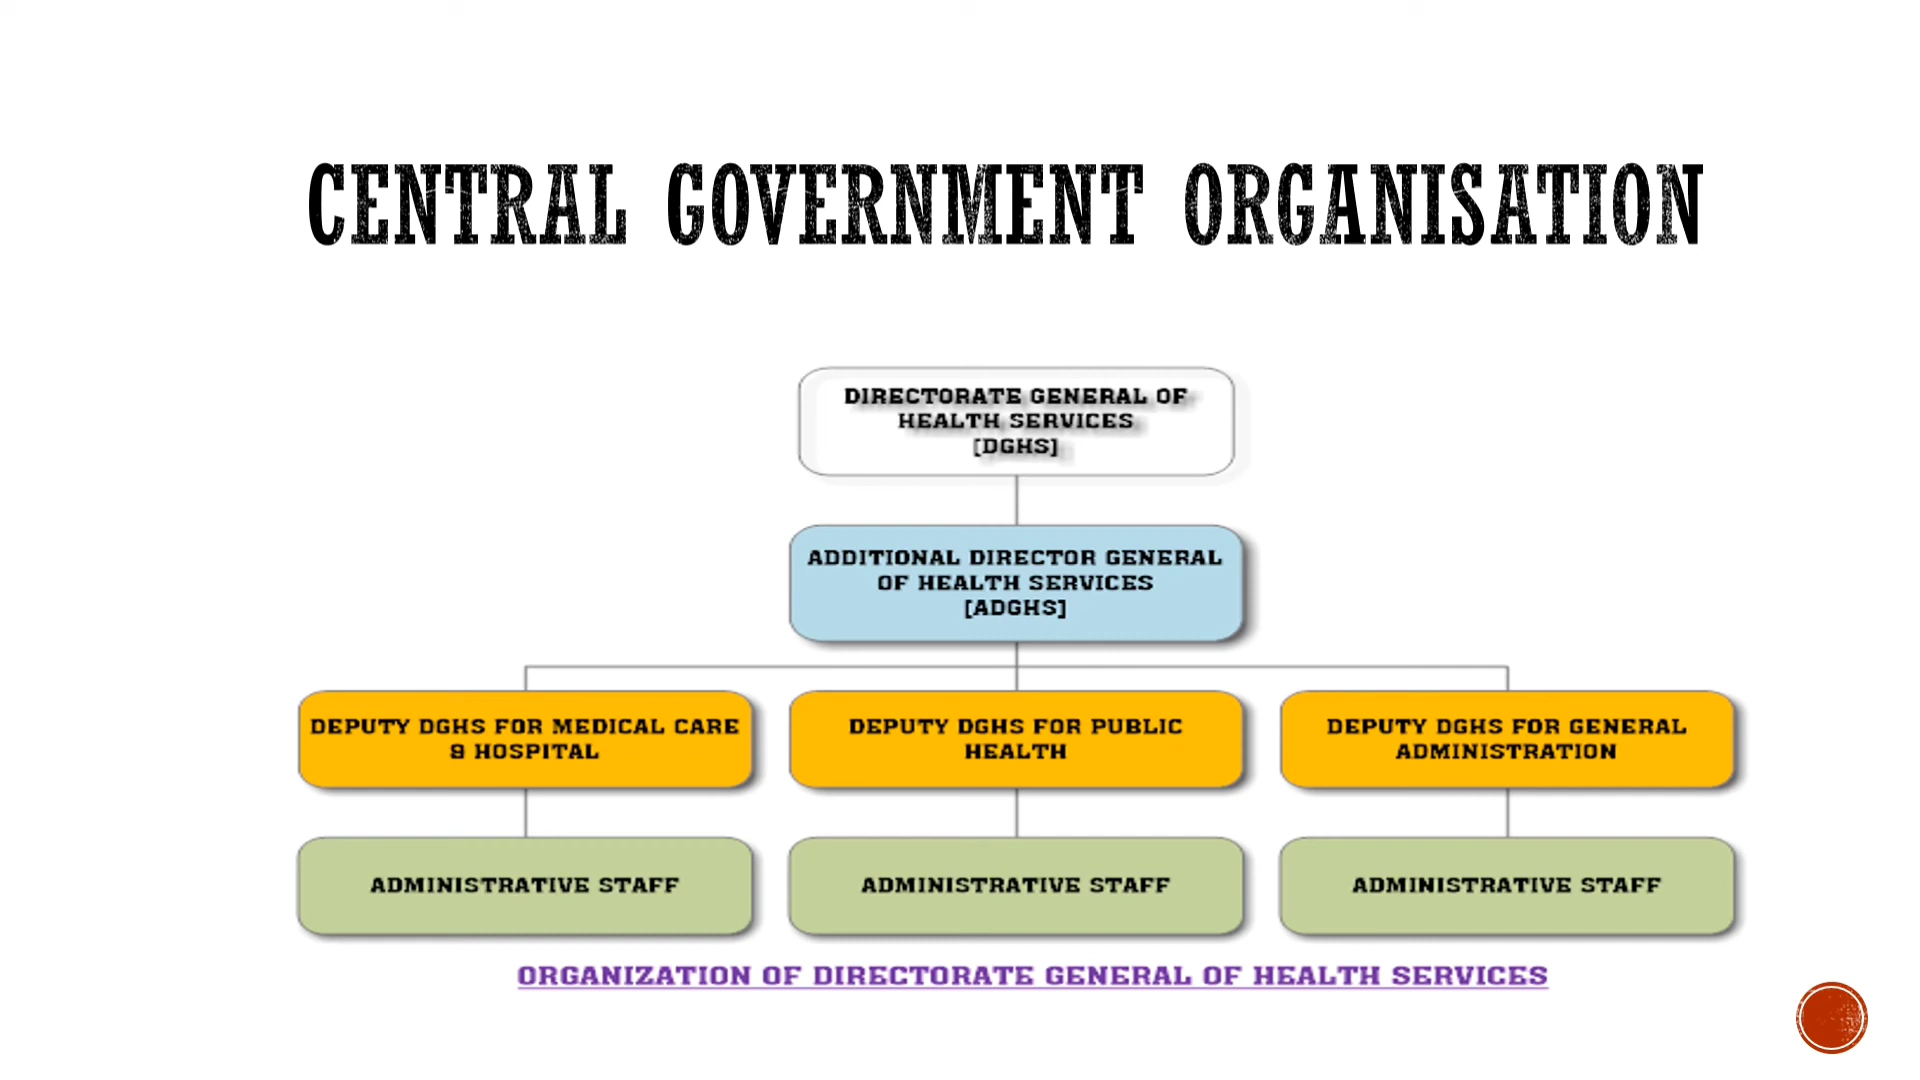 CENTRAL GOVERNMENT ORGANISATION
DIRECTORATE GENERAL OF
HEALTH SERVICES
[DGHS]
ADDITIONAL DIRECTOR GENERAL
OF HEALTH SERVICES
[ADGHS]
DEPUTY DGHS FOR MEDICAL CARE
& HOSPITAL
DEPUTY DGHS FOR PUBLIC
HEALTH
DEPUTY DGHS FOR GENERAL
ADMINISTRATION
ADMINISTRATIVE STAFF
ADMINISTRATIVE STAFF
ADMINISTRATIVE STAFF
ORGANIZATION OF DIRECTORATE GENERAL OF HEALTH SERVICES